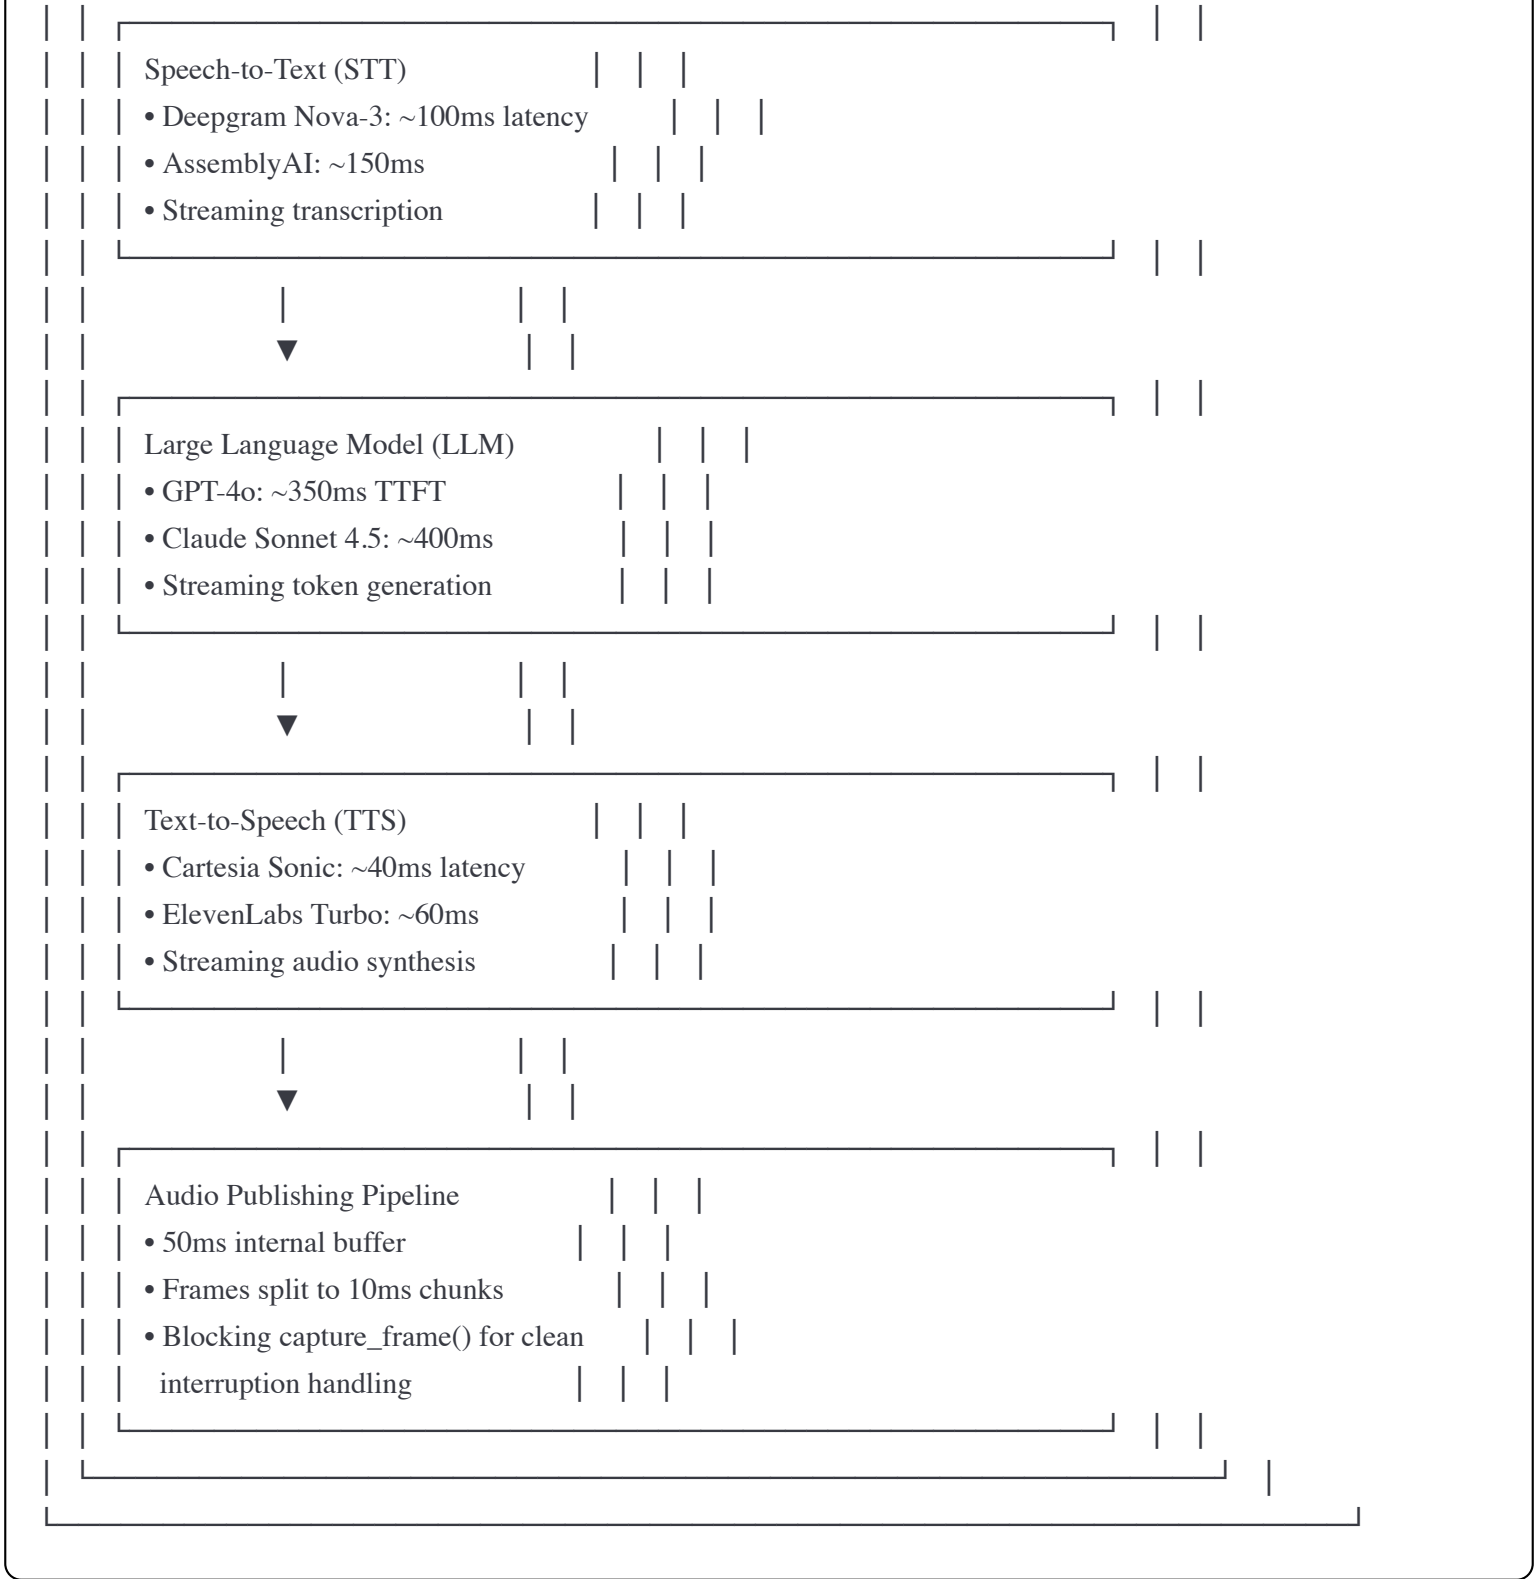 Speech-to-Text (STT)
• Deepgram Nova-3: ~100ms latency
• AssemblyAI: ~150ms
• Streaming transcription
▼
Large Language Model (LLM)
• GPT-4o: ~350ms TTFT
• Claude Sonnet 4.5: ~400ms
• Streaming token generation
▼
Text-to-Speech (TTS)
• Cartesia Sonic: ~40ms latency
• ElevenLabs Turbo: ~60ms
• Streaming audio synthesis
▼
Audio Publishing Pipeline
• 50ms internal buffer
• Frames split to 10ms chunks
• Blocking capture_frame() for clean
interruption handling